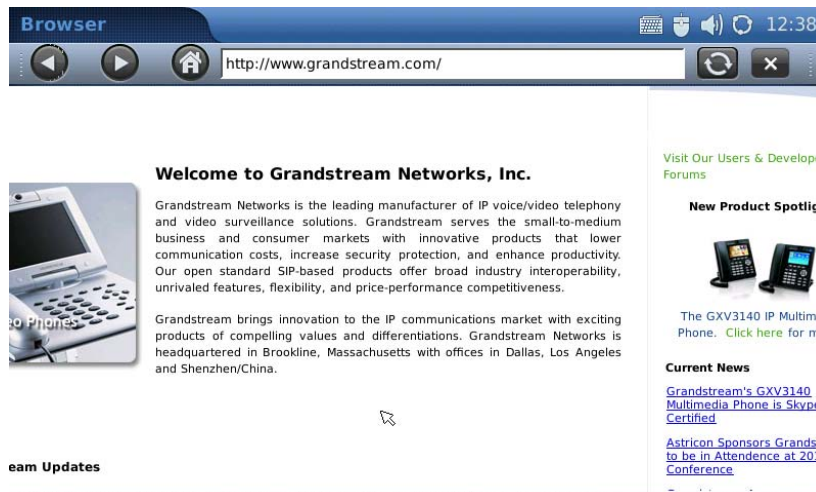 Browser
12:38
http://www.grandstream.com/
Welcome to Grandstream Networks, Inc.
Grandstream Networks is the leading manufacturer of IP voice/video telephony
and video surveillance solutions. Grandstream serves the small-to-medium
business and consumer markets with innovative products that lower
communication costs, increase security protection, and enhance productivity.
Our open standard SIP-based products offer broad industry interoperability,
unrivaled features, flexibility, and price-performance competitiveness.
Grandstream brings innovation to the IP communications market with exciting
products of compelling values and differentiations. Grandstream Networks is
headquartered in Brookline, Massachusetts with offices in Dallas, Los Angeles
and Shenzhen/China.
eo Phones
eam Updates
Visit Our Users & Develope
Forums
New Product Spotlig
The GXV3140 IP Multim
Phone. Click here for m
Current News
Grandstream's GXV3140
Multimedia Phone is Skype
Certified
Astricon Sponsors Grands
to be in Attendence at 201
Conference